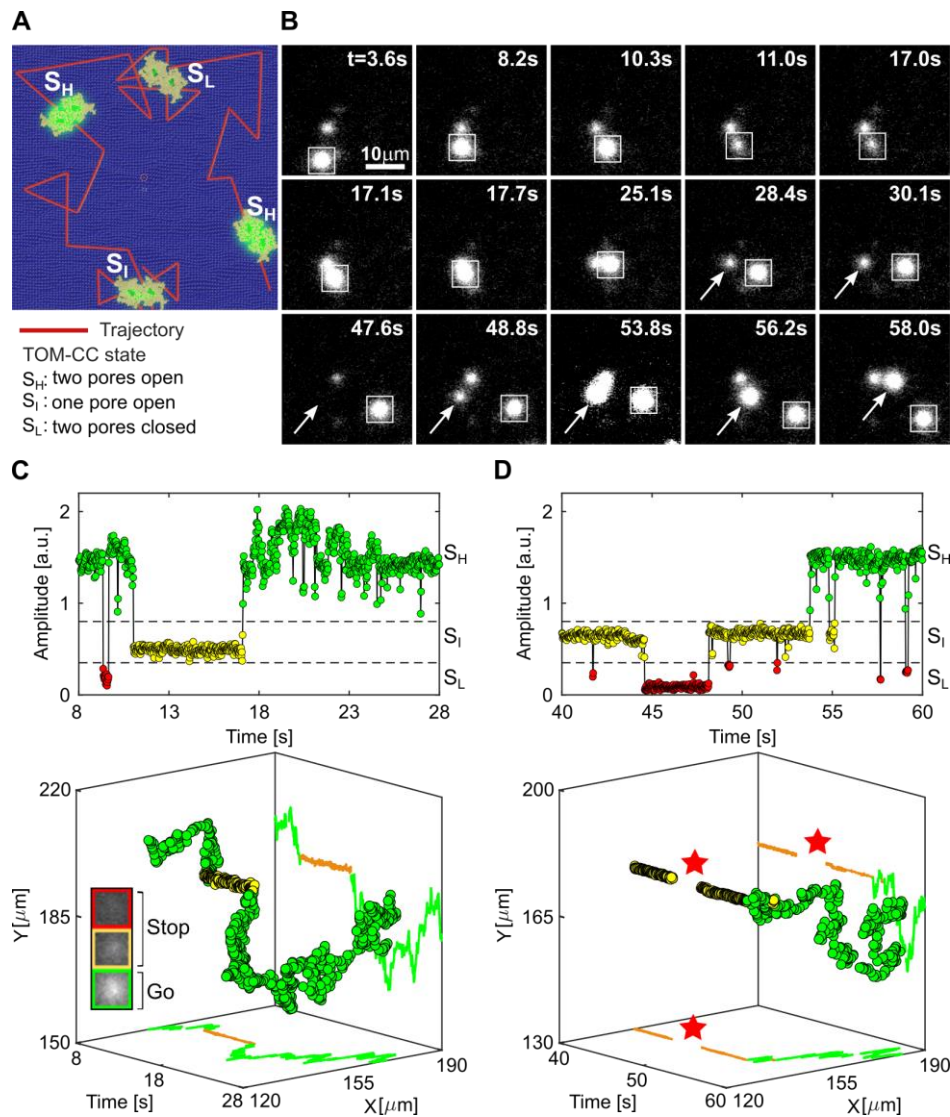 A
S_H
S_L
S_H
S_I
Trajectory
TOM-CC state
S_H: two pores open
S_I: one pore open
S_L: two pores closed
B
t=3.6s
8.2s
10.3s
11.0s
17.0s
10μm
17.1s
17.7s
25.1s
28.4s
30.1s
47.6s
48.8s
53.8s
56.2s
58.0s
C
Amplitude [a.u.]
2
1
0
S_H
S_I
S_L
8 13 18 23 28
Time [s]
220
185
150
Y[μm]
Stop
Go
8
18
28
Time [s]
120
155
190
X[μm]
D
Amplitude [a.u.]
2
1
0
S_H
S_I
S_L
40 45 50 55 60
Time [s]
200
165
130
Y[μm]
40
50
60
Time [s]
120
155
190
X[μm]